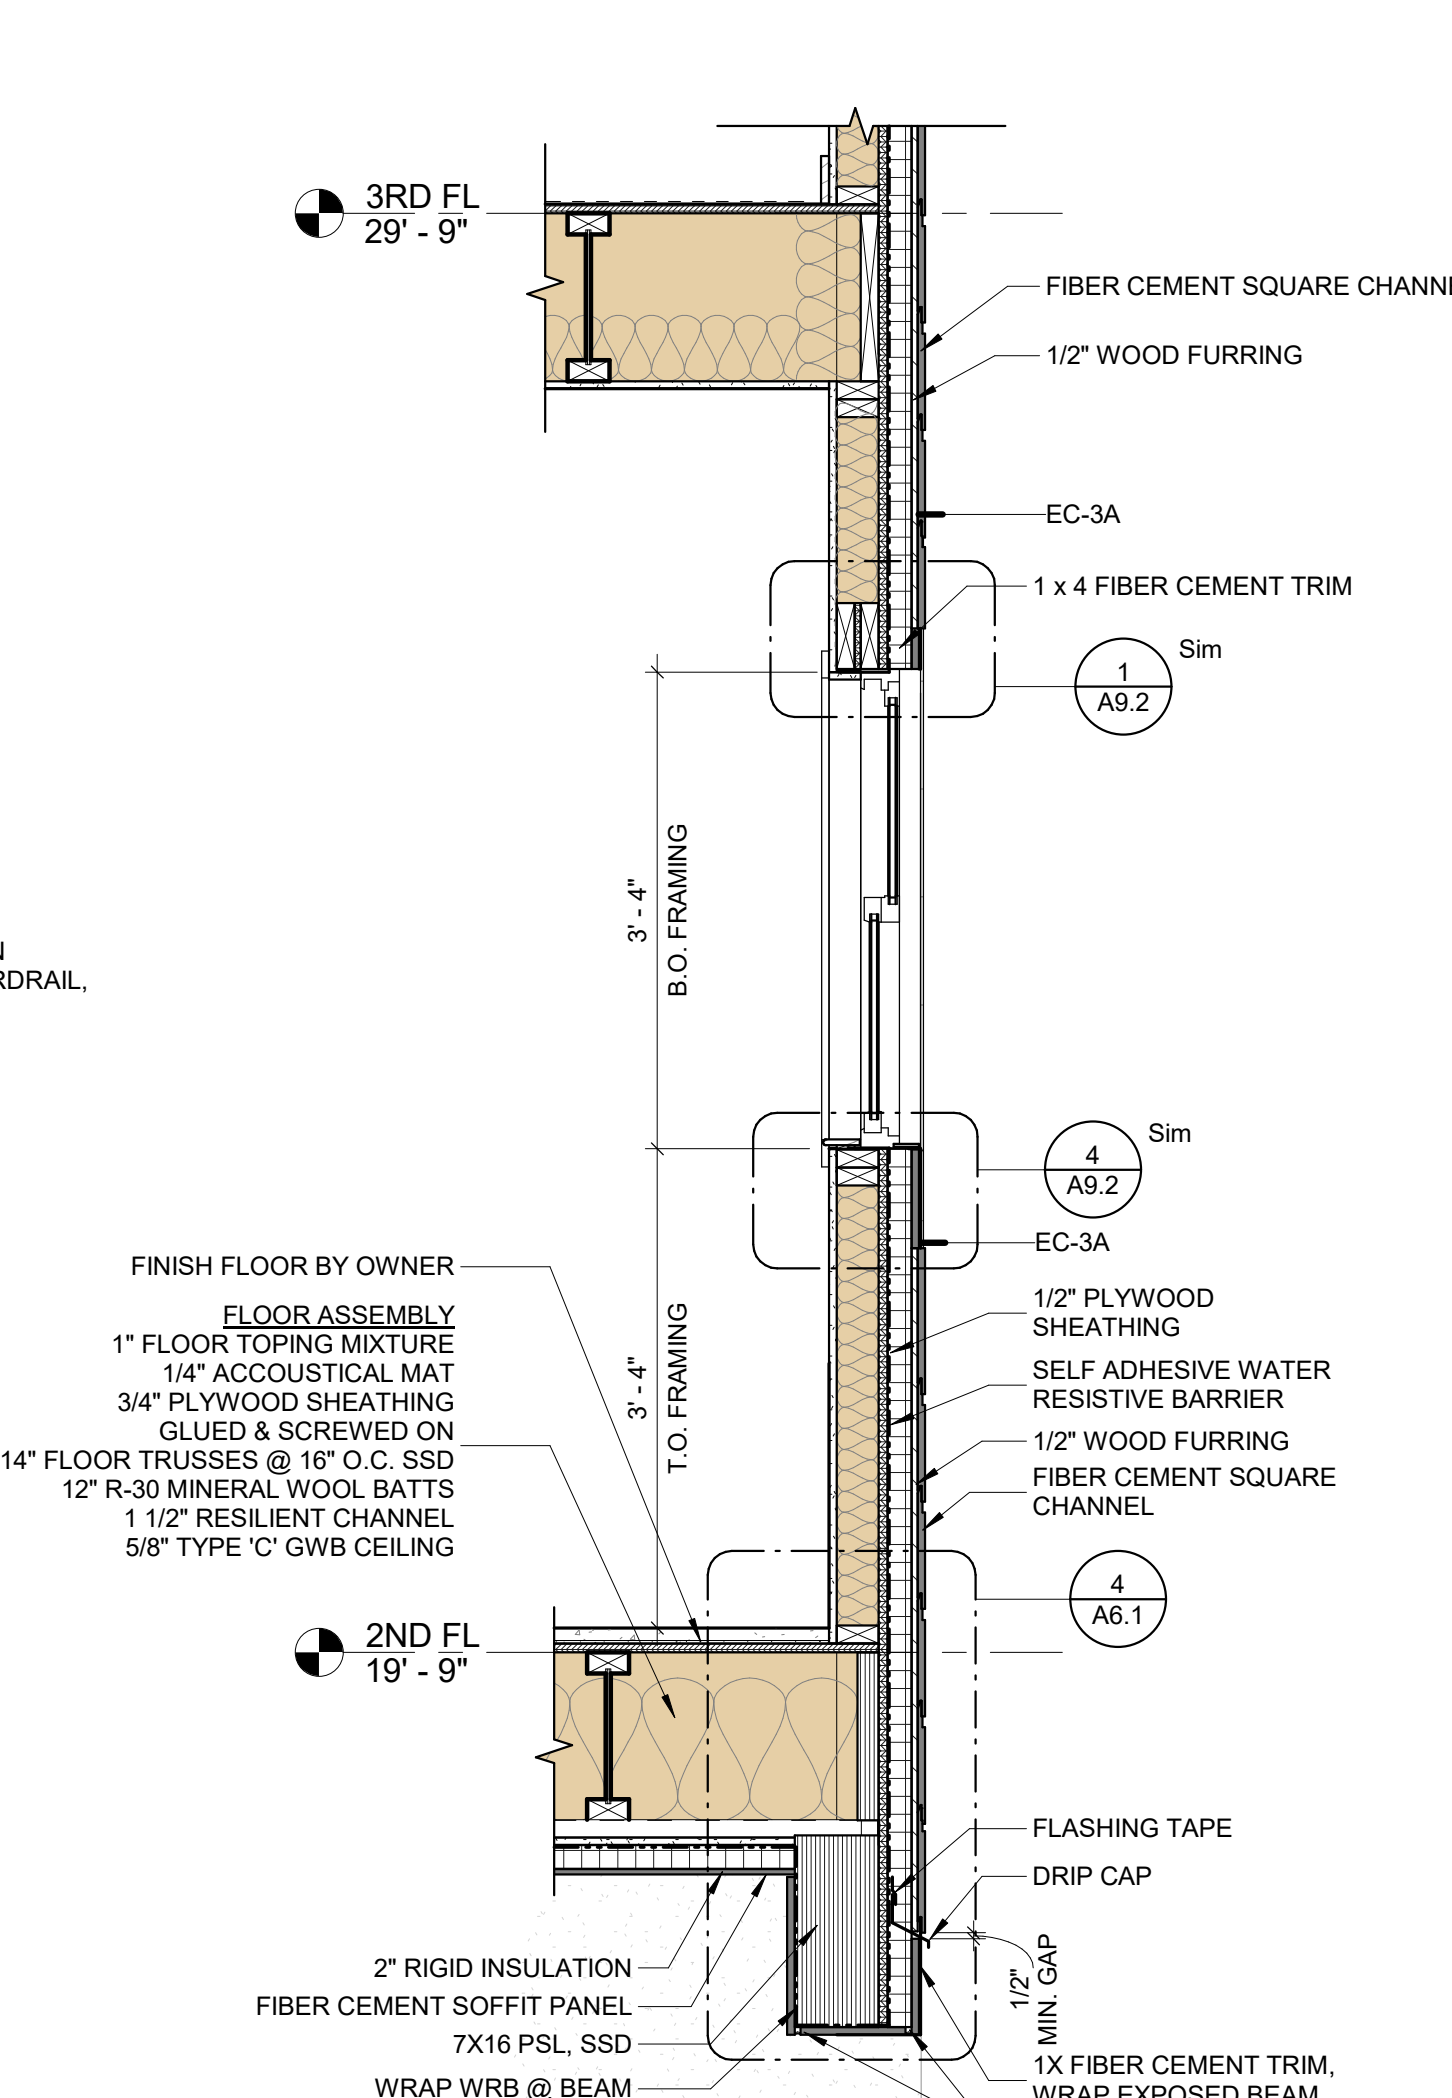 3RD FL
29' - 9"
FIBER CEMENT SQUARE
1/2" WOOD FURRING
EC-3A
1 x 4 FIBER CEMENT TRIM
1
A9.2
Sim
3' - 4"
B.O. FRAMING
RDRAIL,
4
A9.2
Sim
EC-3A
FINISH FLOOR BY OWNER
FLOOR ASSEMBLY
1" FLOOR TOPING MIXTURE
1/4" ACCOUSTICAL MAT
3/4" PLYWOOD SHEATHING
GLUED & SCREWED ON
14" FLOOR TRUSSES @ 16" O.C. SSD
12" R-30 MINERAL WOOL BATTS
1 1/2" RESILIENT CHANNEL
5/8" TYPE 'C' GWB CEILING
3' - 4"
T.O. FRAMING
1/2" PLYWOOD
SHEATHING
SELF ADHESIVE WATER
RESISTIVE BARRIER
1/2" WOOD FURRING
FIBER CEMENT SQUARE
CHANNEL
4
A6.1
2ND FL
19' - 9"
FLASHING TAPE
DRIP CAP
1/2"
MIN. GAP
2" RIGID INSULATION
FIBER CEMENT SOFFIT PANEL
7X16 PSL, SSD
WRAP WRB @ BEAM
1X FIBER CEMENT TRIM,
WRAP EXPOSED BEAM